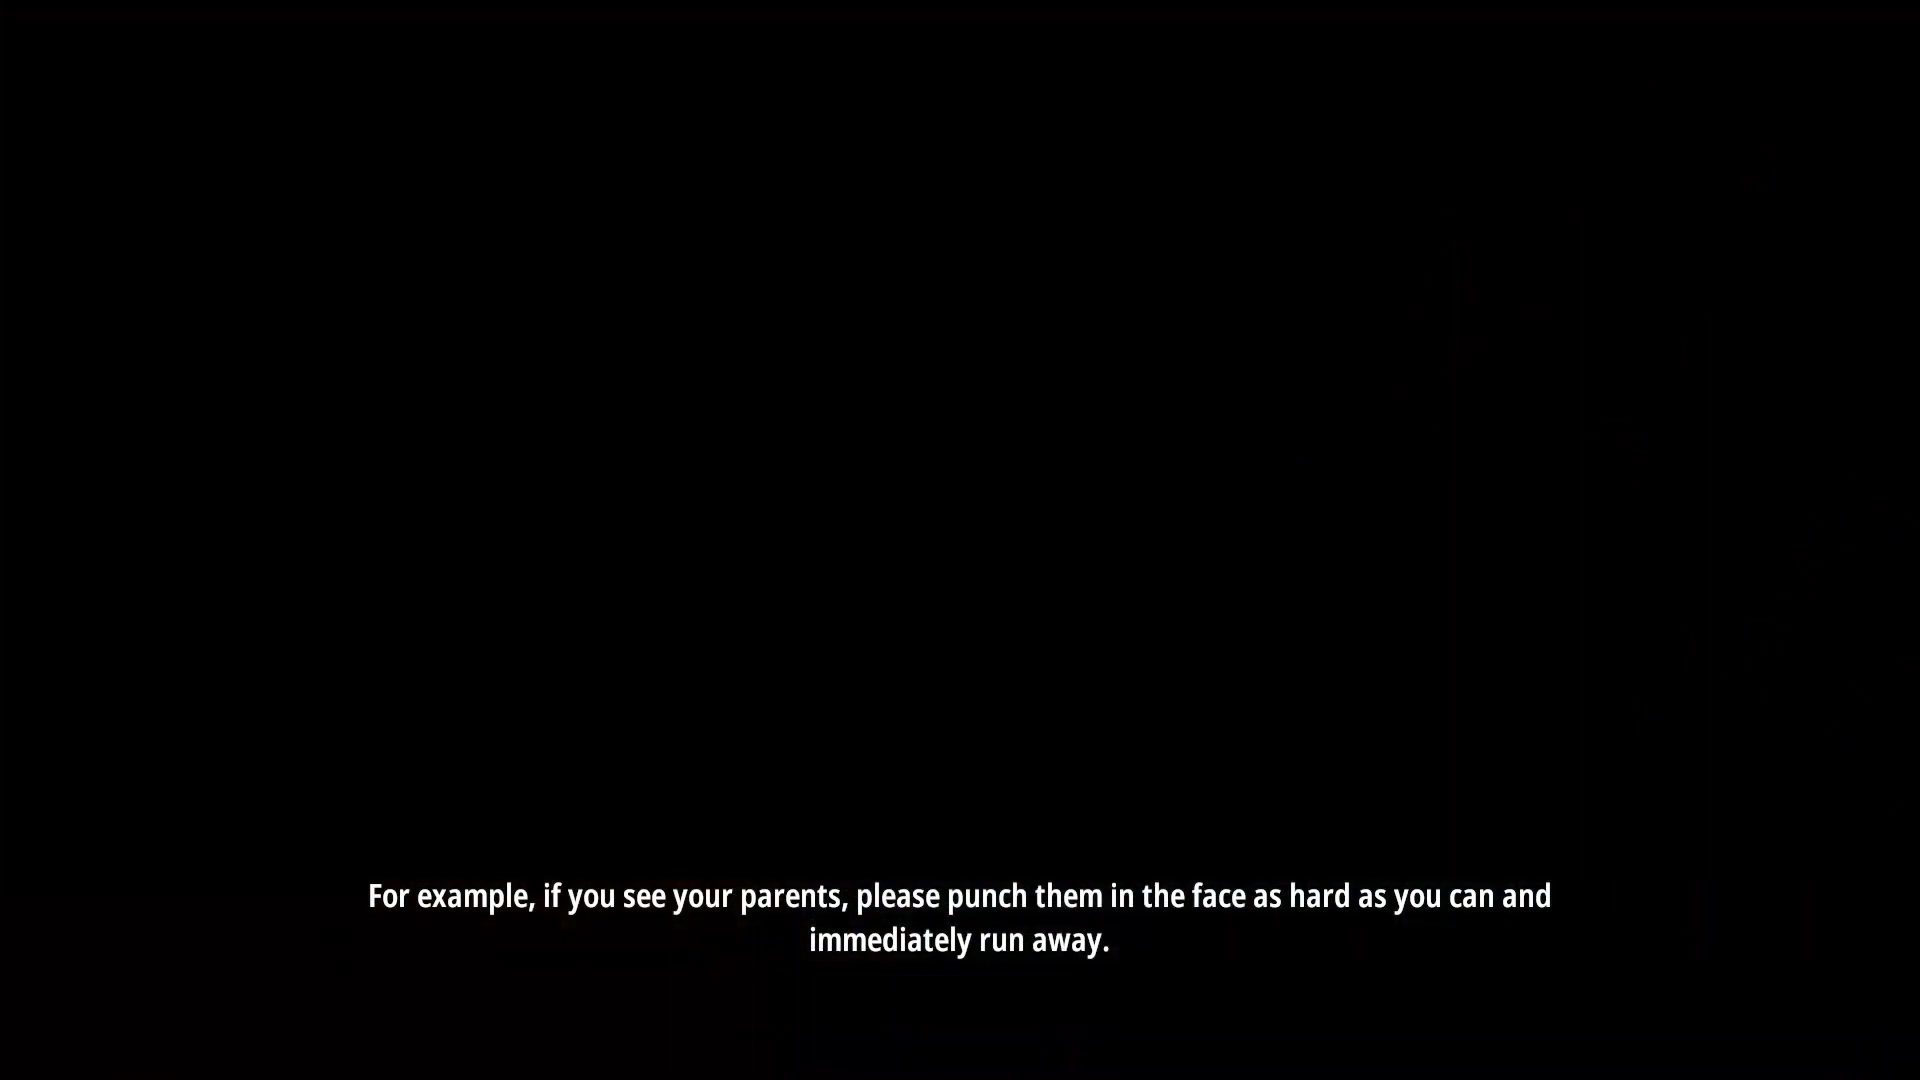 For example, if you see your parents, please punch them in the face as hard as you can and
immediately run away.